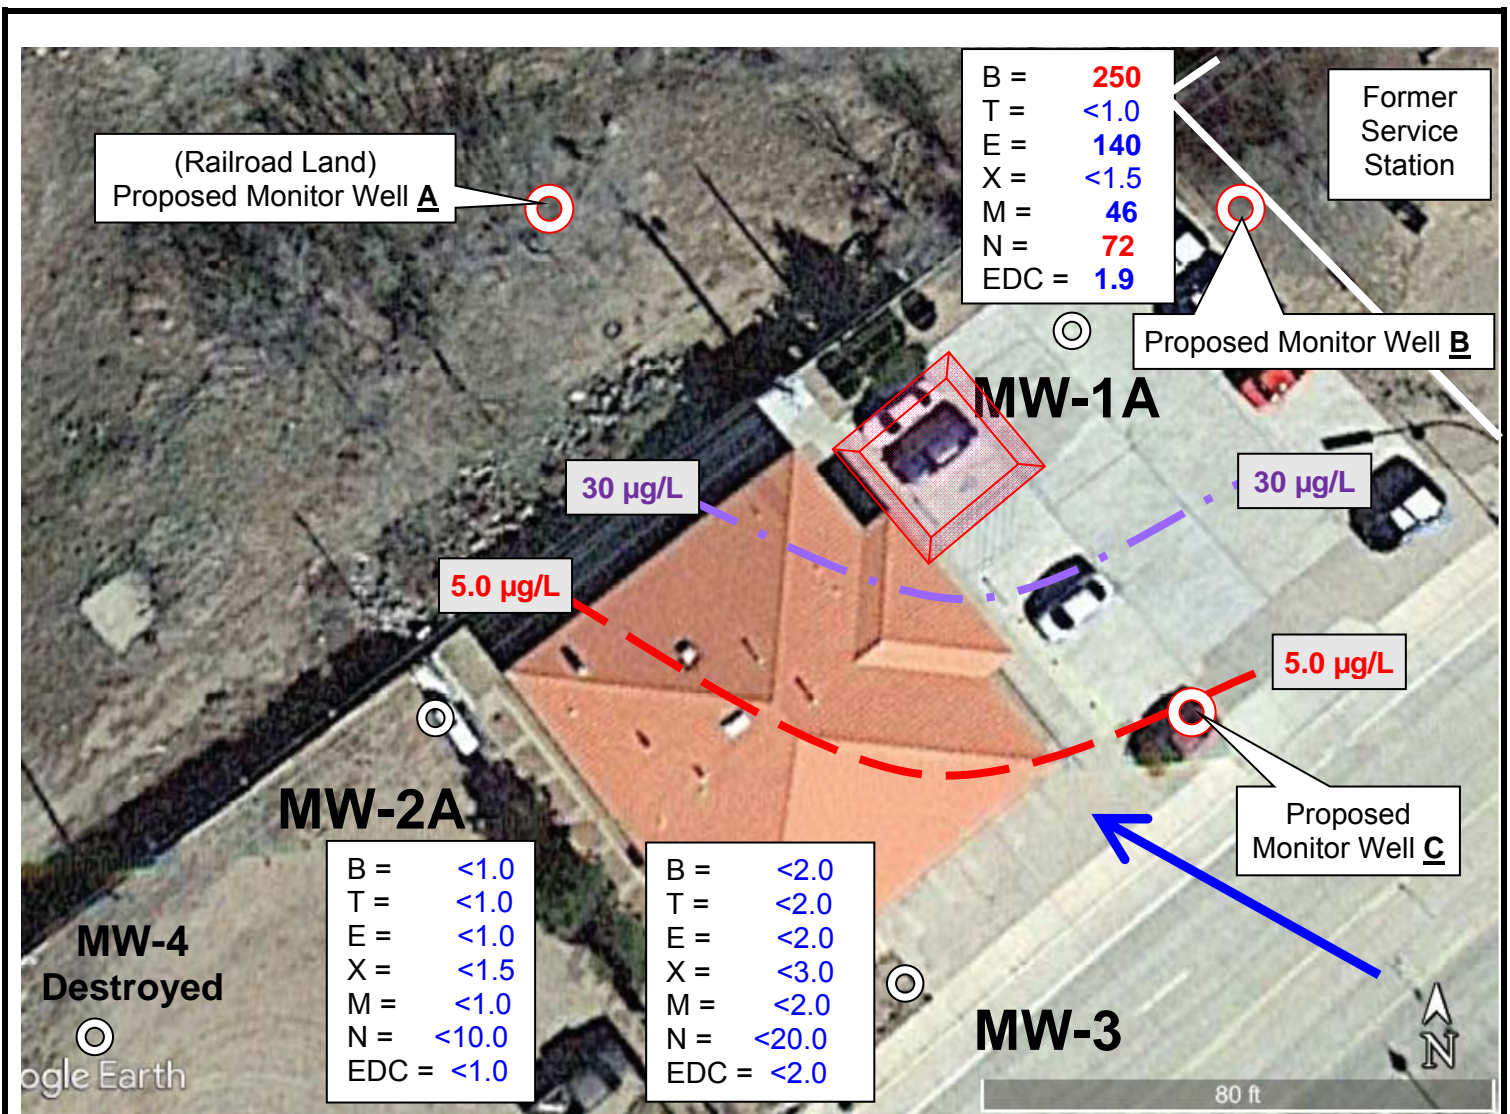 (Railroad Land)
Proposed Monitor Well A
B = 250
T = <1.0
E = 140
X = <1.5
M = 46
N = 72
EDC = 1.9
Former
Service
Station
Proposed Monitor Well B
MW-1A
30 µg/L
30 µg/L
5.0 µg/L
5.0 µg/L
Proposed
Monitor Well C
MW-2A
B = <1.0
T = <1.0
E = <1.0
X = <1.5
M = <1.0
N = <10.0
EDC = <1.0
B = <2.0
T = <2.0
E = <2.0
X = <3.0
M = <2.0
N = <20.0
EDC = <2.0
MW-4
Destroyed
MW-3
N
ogle Earth
80 ft